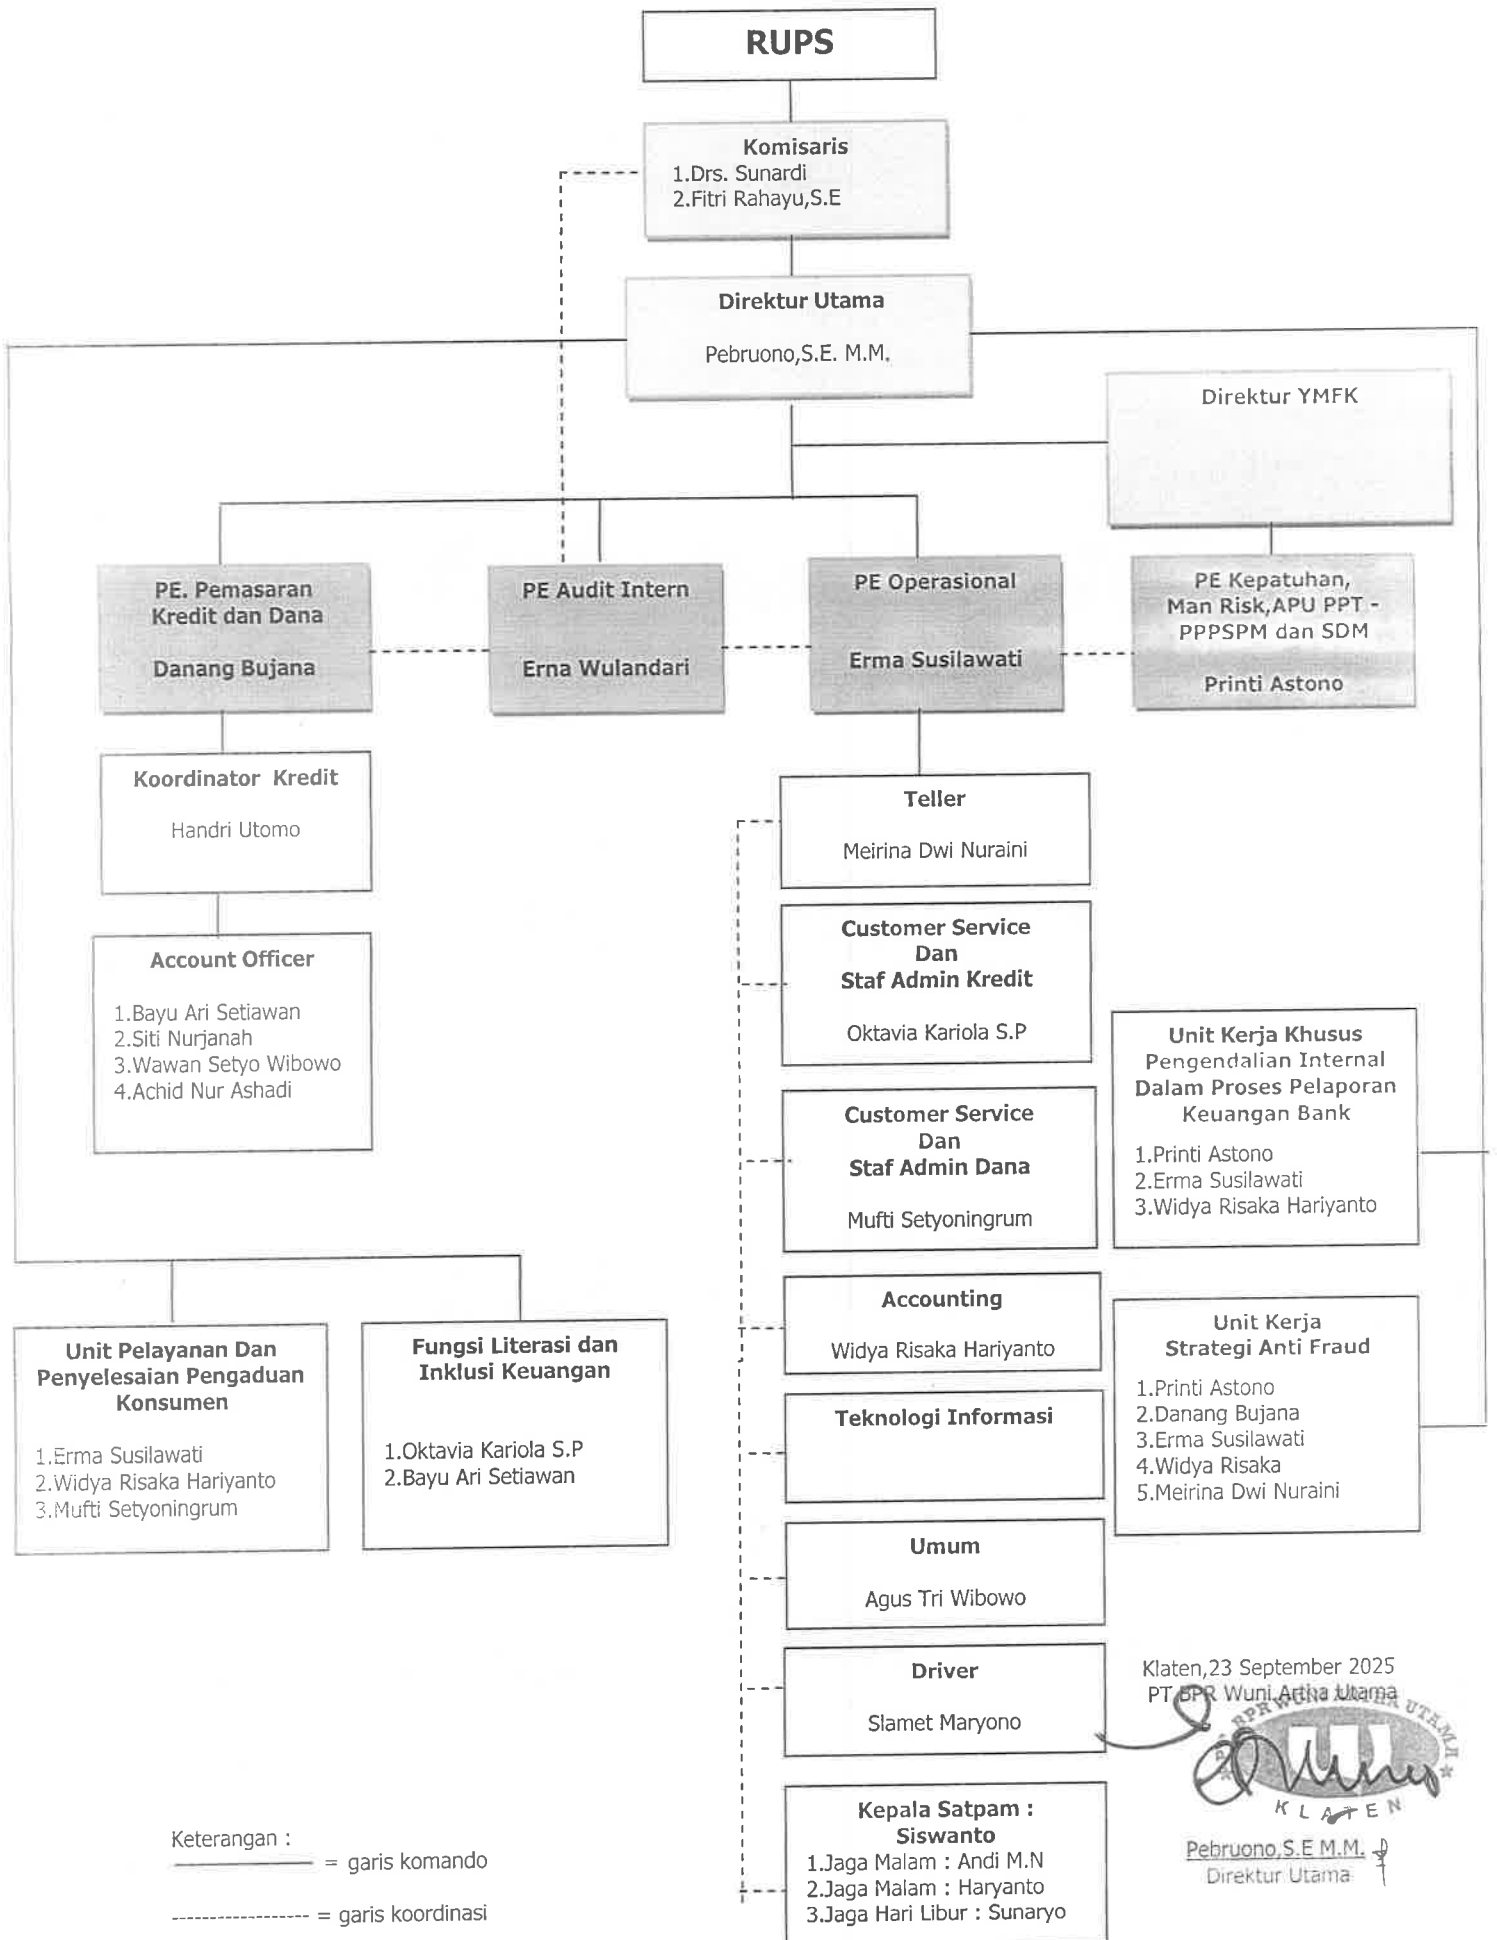 RUPS
Komisaris
1.Drs. Sunardi
2.Fitri Rahayu,S.E
Direktur Utama
Pebruono,S.E. M.M.
Direktur YMFK
PE. Pemasaran
Kredit dan Dana
Danang Bujana
PE Audit Intern
Erna Wulandari
PE Operasional
Erma Susilawati
PE Kepatuhan,
Man Risk,APU PPT -
PPPSPM dan SDM
Printi Astono
Koordinator Kredit
Handri Utomo
Account Officer
1.Bayu Ari Setiawan
2.Siti Nurjanah
3.Wawan Setyo Wibowo
4.Achid Nur Ashadi
Teller
Meirina Dwi Nuraini
Customer Service
Dan
Staf Admin Kredit
Oktavia Kariola S.P
Customer Service
Dan
Staf Admin Dana
Mufti Setyoningrum
Unit Kerja Khusus
Pengendalian Internal
Dalam Proses Pelaporan
Keuangan Bank
1.Printi Astono
2.Erma Susilawati
3.Widya Risaka Hariyanto
Accounting
Widya Risaka Hariyanto
Unit Kerja
Strategi Anti Fraud
1.Printi Astono
2.Danang Bujana
3.Erma Susilawati
4.Widya Risaka
5.Meirina Dwi Nuraini
Unit Pelayanan Dan
Penyelesaian Pengaduan
Konsumen
1.Erma Susilawati
2.Widya Risaka Hariyanto
3.Mufti Setyoningrum
Fungsi Literasi dan
Inklusi Keuangan
1.Oktavia Kariola S.P
2.Bayu Ari Setiawan
Teknologi Informasi
Umum
Agus Tri Wibowo
Driver
Slamet Maryono
Kepala Satpam :
Siswanto
1.Jaga Malam : Andi M.N
2.Jaga Malam : Haryanto
3.Jaga Hari Libur : Sunaryo
Klaten,23 September 2025
PT BPR Wuni Artha Utama
BPR WUNI ARTHA UTAMA
KLATEN
Pebruono,S.E M.M.
Direktur Utama
Keterangan :
= garis komando
= garis koordinasi